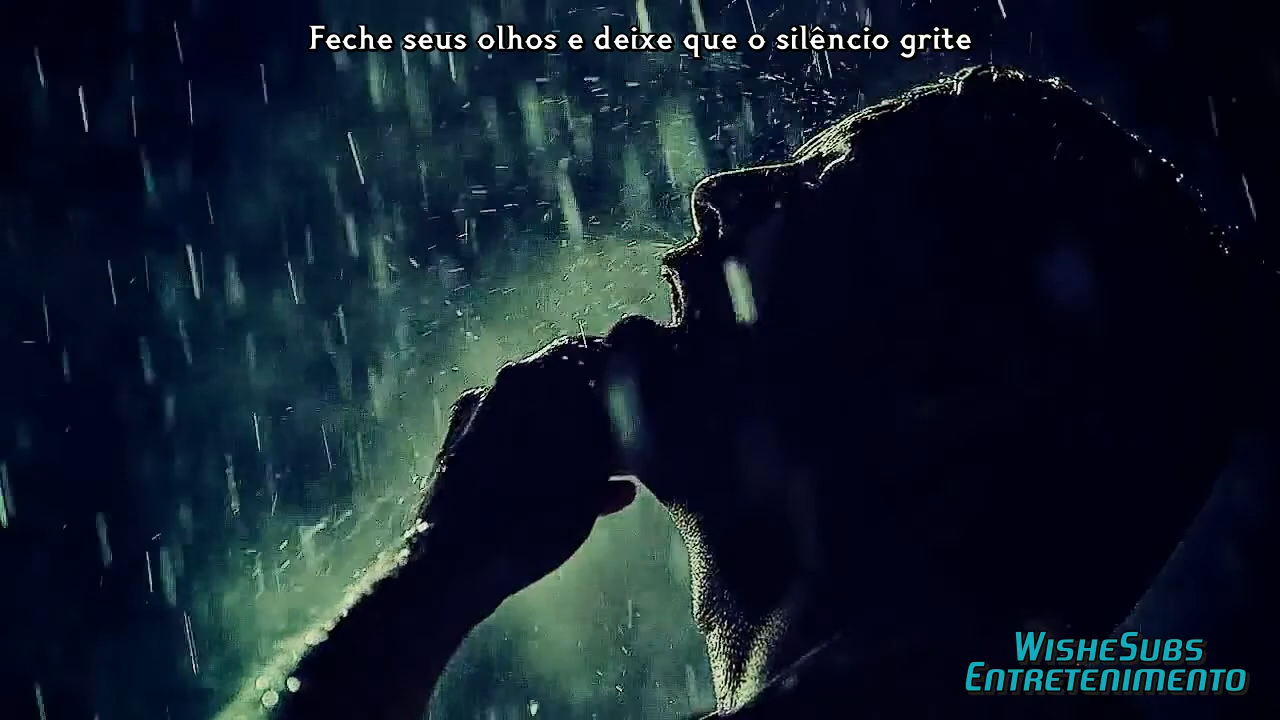 Feche seus olhos e deixe que o silêncio grite
WisheSubs
Entretenimento